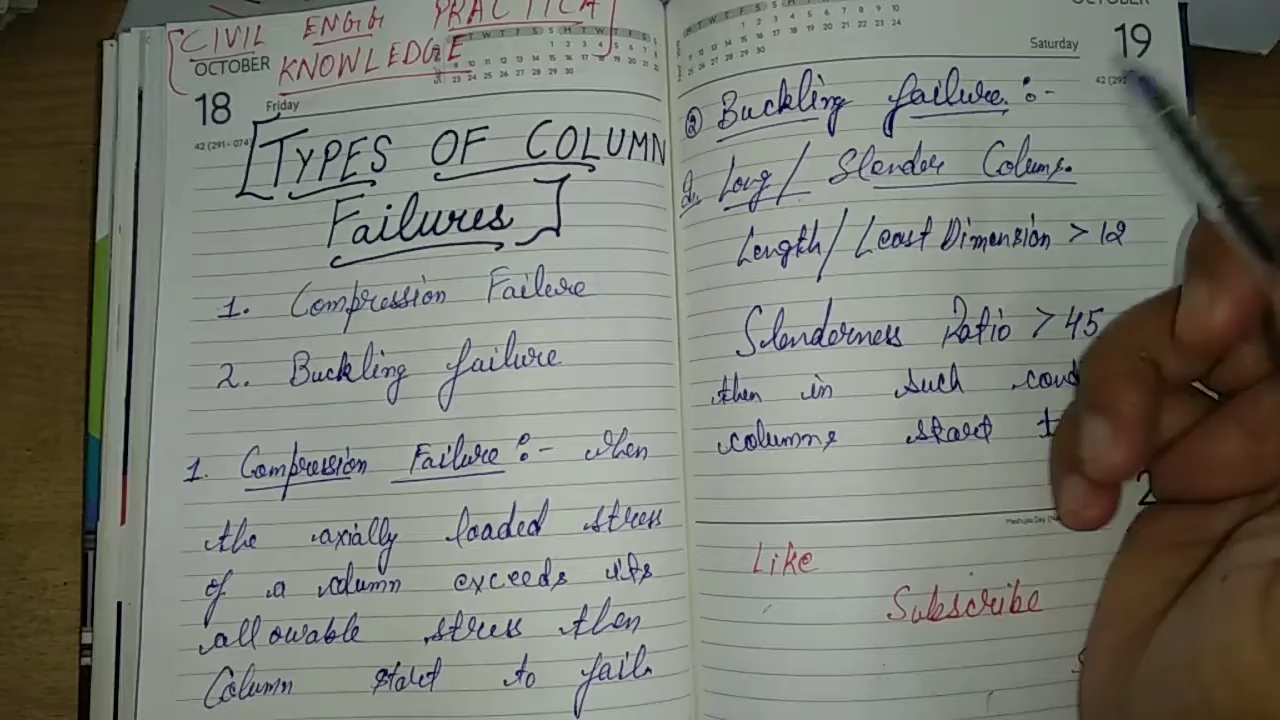 CIVIL ENGG PRACTICA
KNOWLEDGE
OCTOBER
18 Friday
[TYPES OF COLUMN
Failures]
1. Compression Failure
2. Buckling failure
1. Compression Failure :- when
the axially loaded stress
of a column exceeds its
allowable stress then
Column start to fail.
OCTOBER
Saturday 19
② Buckling failure :-
Long/ Slender Column.
Length/ Least Dimension > 12
Slenderness Ratio > 45
then in such cond
columns start t
Like
Subscribe